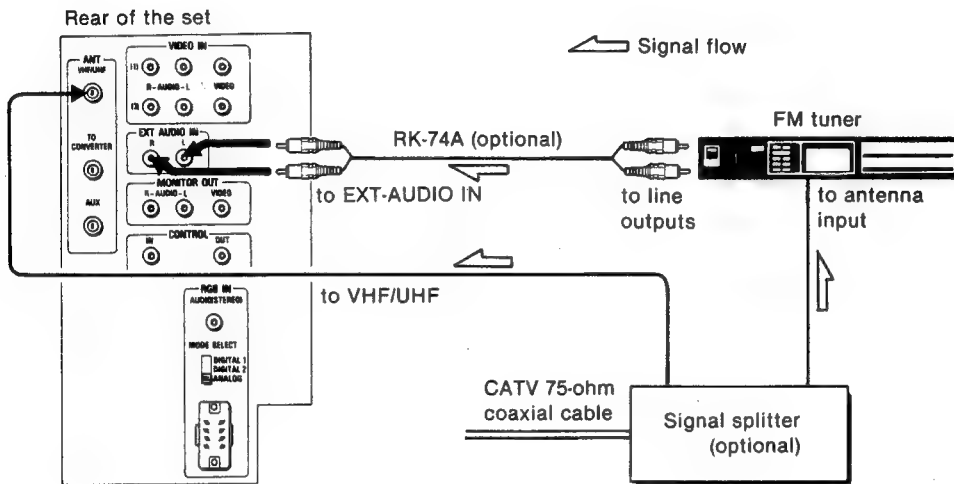 Rear of the set
ANT
VHF/UHF
TO
CONVERTER
AUX
VIDEO IN
(1)
R-AUDIO-L VIDEO
EXT AUDIO IN
R L
MONITOR OUT
R-AUDIO-L VIDEO
CONTROL
IN OUT
RGB IN
AUDIO(STEREO)
MODE SELECT
DIGITAL 1
DIGITAL 2
ANALOG
Signal flow
RK-74A (optional)
to EXT-AUDIO IN
to line
outputs
FM tuner
to antenna
input
to VHF/UHF
CATV 75-ohm
coaxial cable
Signal splitter
(optional)